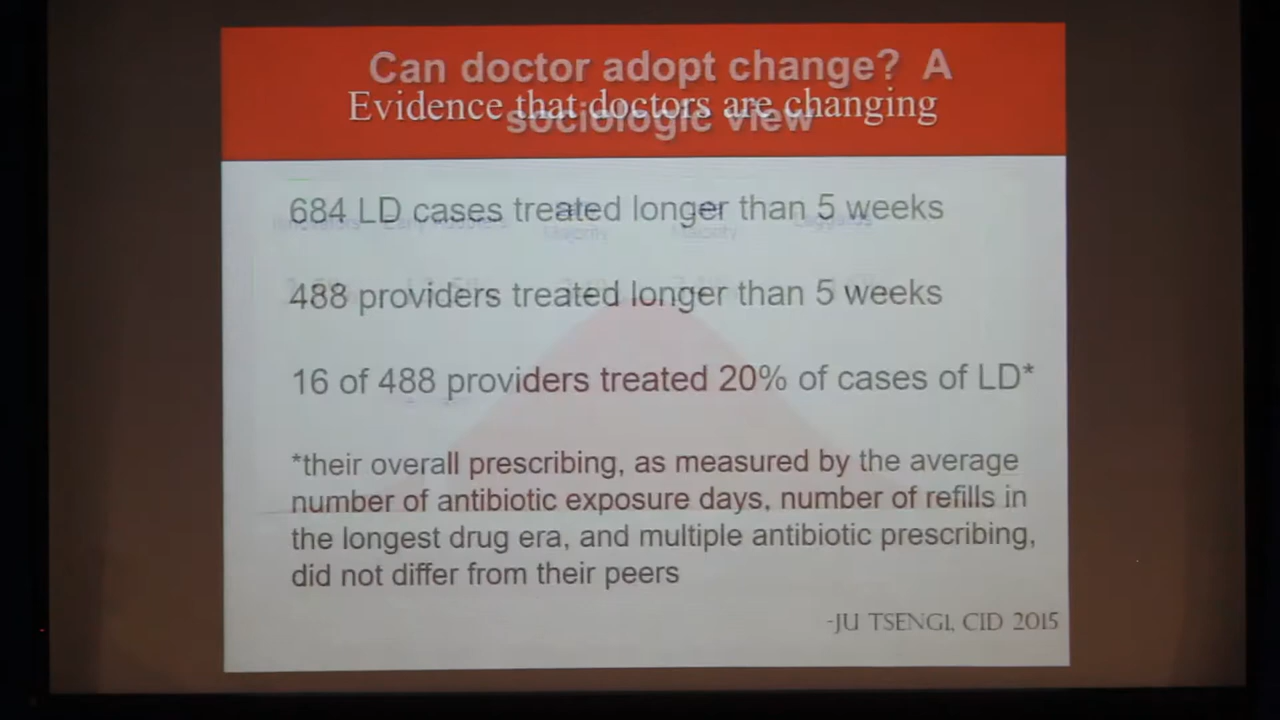 Can doctor adopt change? A
sociologic view
Evidence that doctors are changing
684 LD cases treated longer than 5 weeks
Majority
488 providers treated longer than 5 weeks
16 of 488 providers treated 20% of cases of LD*
*their overall prescribing, as measured by the average
number of antibiotic exposure days, number of refills in
the longest drug era, and multiple antibiotic prescribing,
did not differ from their peers
-JU TSENGI, CID 2015